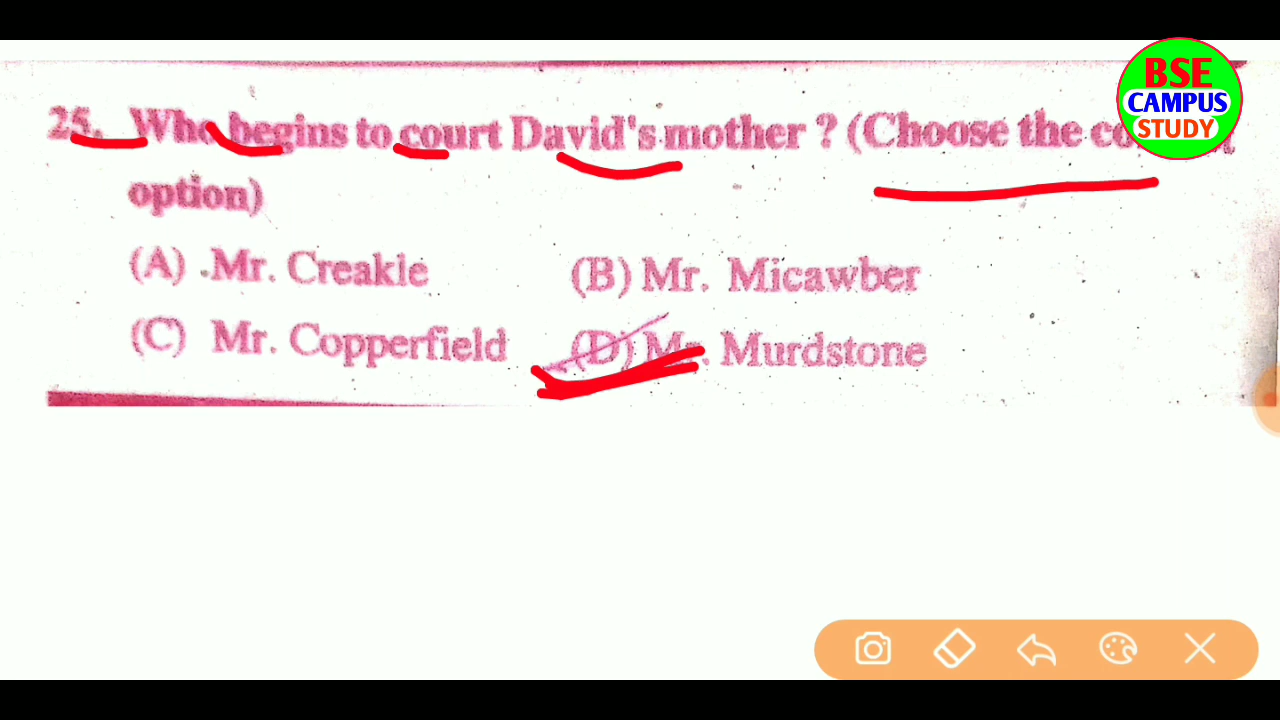 BSE
CAMPUS
STUDY
25. Who begins to court David's mother ? (Choose the
option)
(A) Mr. Creakle (B) Mr. Micawber
(C) Mr. Copperfield (D) Mr. Murdstone